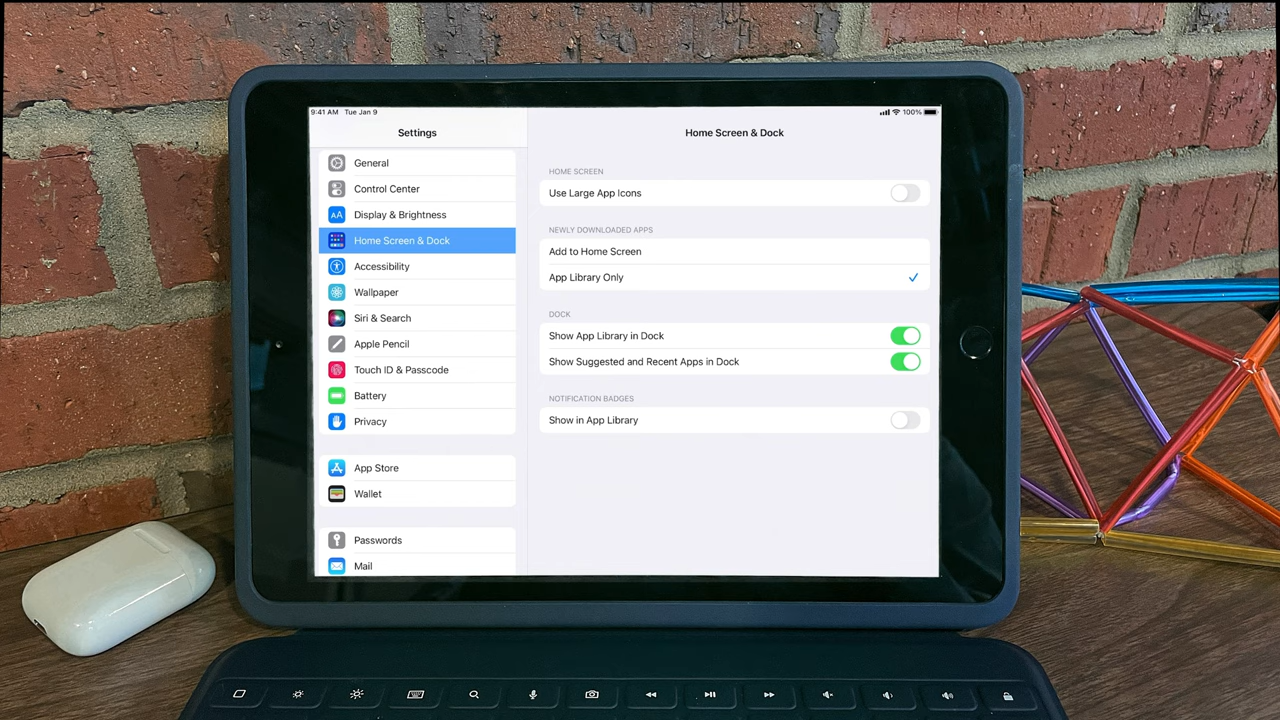 9:41 AM Tue Jan 9
100%
Settings
Home Screen & Dock
General
Control Center
Display & Brightness
Home Screen & Dock
Accessibility
Wallpaper
Siri & Search
Apple Pencil
Touch ID & Passcode
Battery
Privacy
App Store
Wallet
Passwords
Mail
HOME SCREEN
Use Large App Icons
NEWLY DOWNLOADED APPS
Add to Home Screen
App Library Only
DOCK
Show App Library in Dock
Show Suggested and Recent Apps in Dock
NOTIFICATION BADGES
Show in App Library